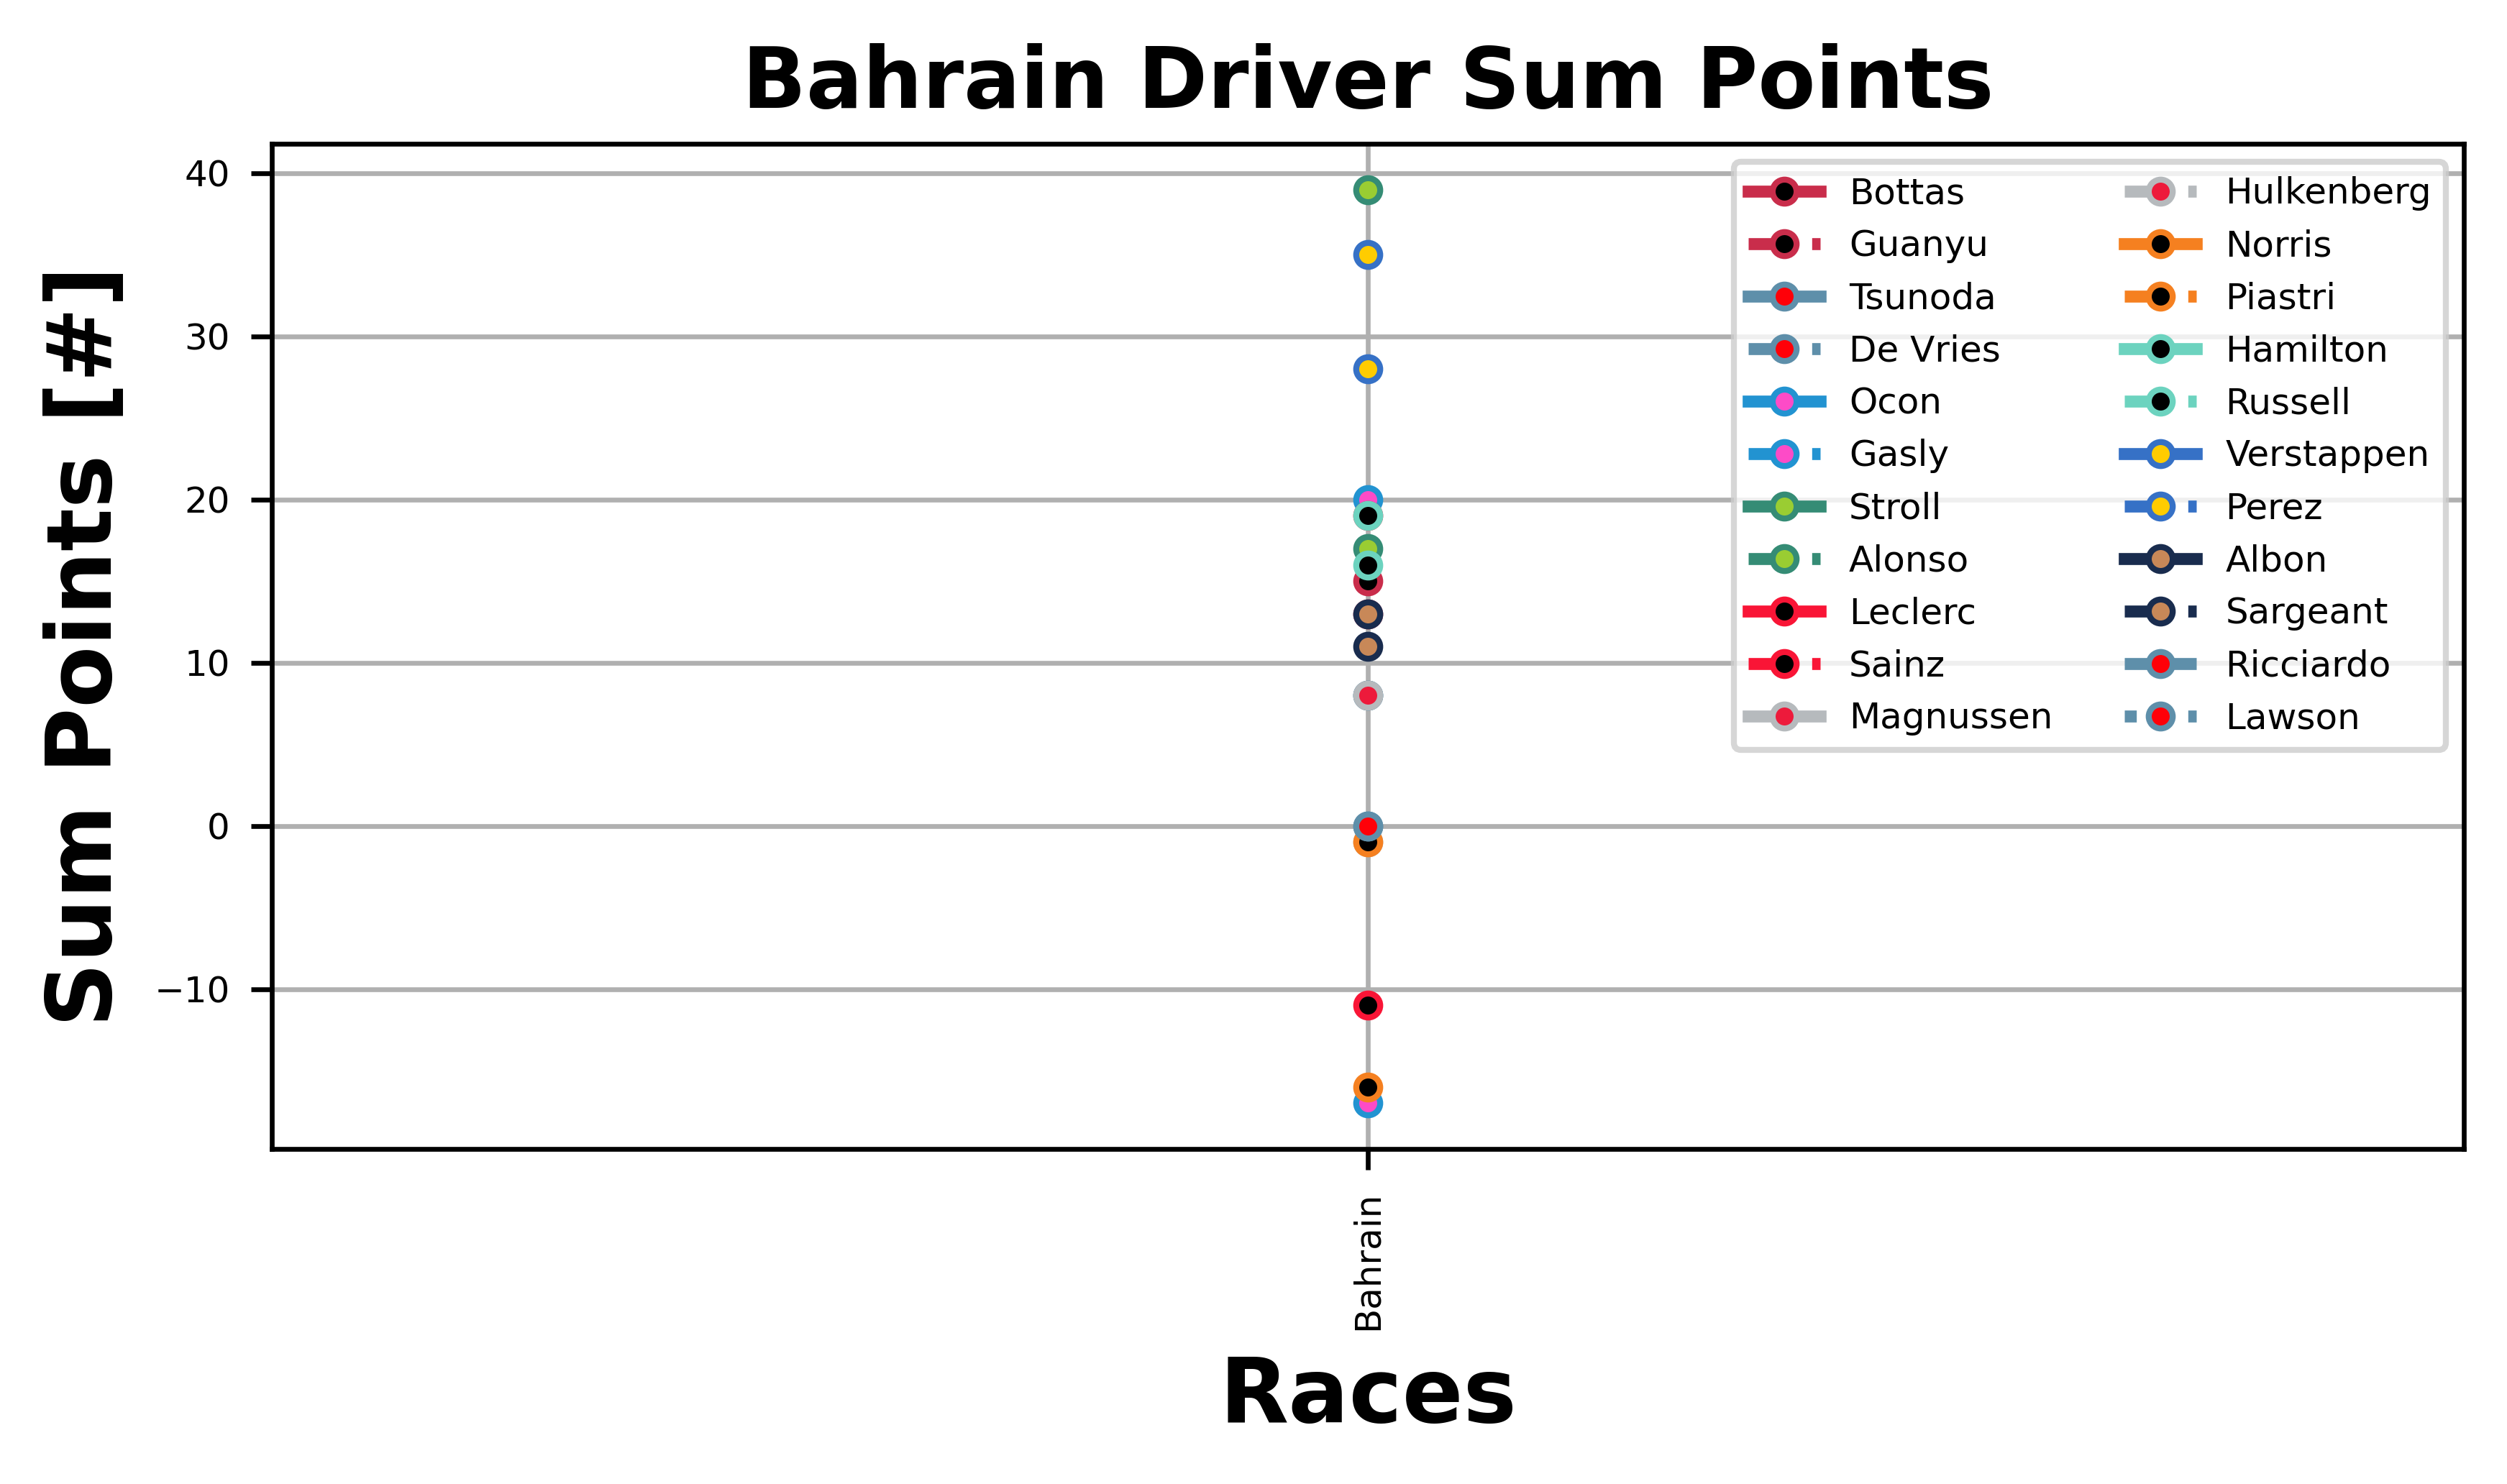 Bahrain Driver Sum Points
Sum Points [#]
40
30
20
10
0
−10
Bottas
Guanyu
Tsunoda
De Vries
Ocon
Gasly
Stroll
Alonso
Leclerc
Sainz
Magnussen
Hulkenberg
Norris
Piastri
Hamilton
Russell
Verstappen
Perez
Albon
Sargeant
Ricciardo
Lawson
Bahrain
Races